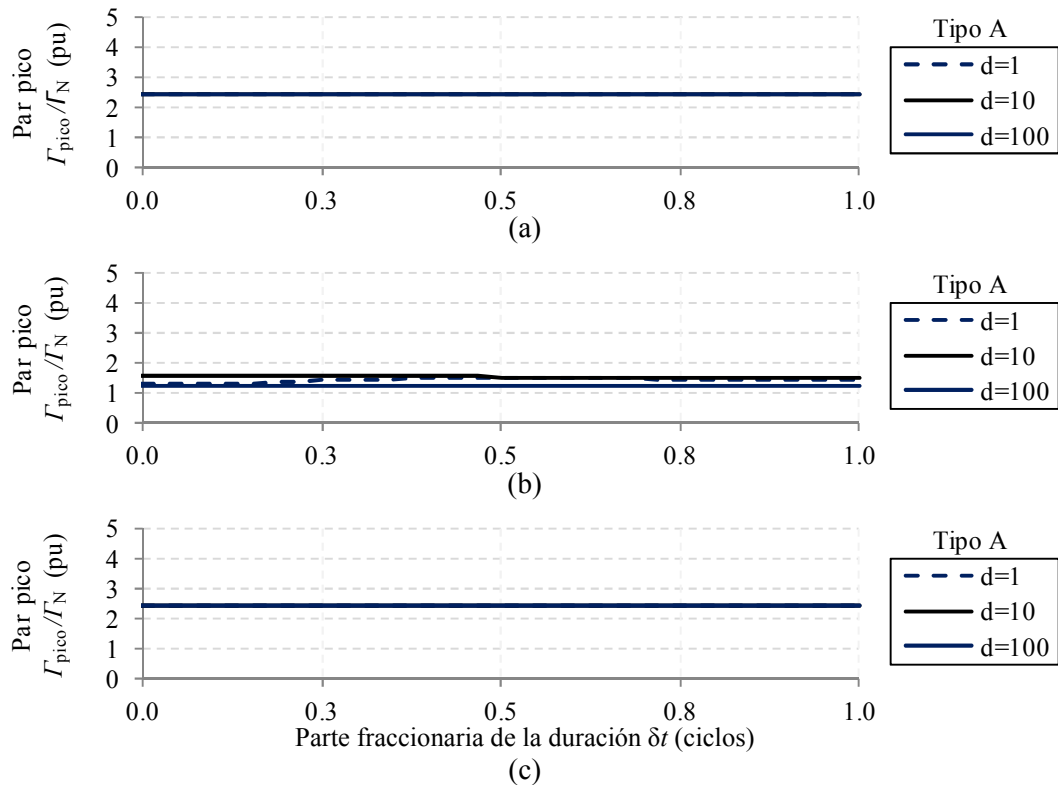 Par pico
Γpico/ΓN (pu)
5
4
3
2
1
0
0.0 0.3 0.5 0.8 1.0
(a)
Tipo A
d=1
d=10
d=100
Par pico
Γpico/ΓN (pu)
5
4
3
2
1
0
0.0 0.3 0.5 0.8 1.0
(b)
Tipo A
d=1
d=10
d=100
Par pico
Γpico/ΓN (pu)
5
4
3
2
1
0
0.0 0.3 0.5 0.8 1.0
Parte fraccionaria de la duración δt (ciclos)
(c)
Tipo A
d=1
d=10
d=100